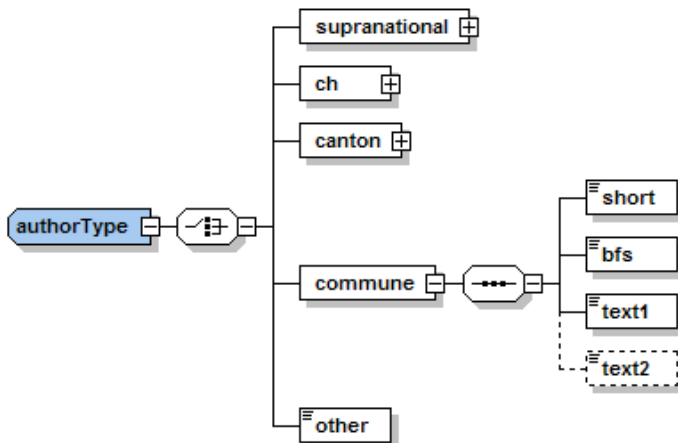 supranational
ch
canton
authorType
commune
short
bfs
text1
text2
other